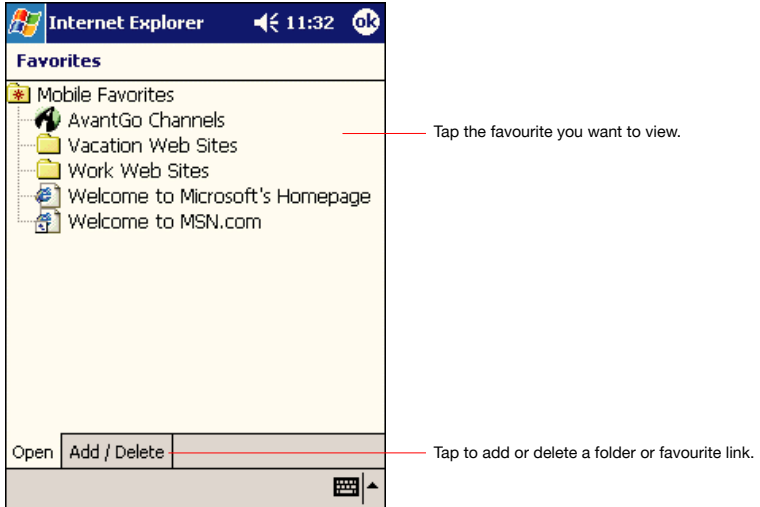 Internet Explorer 11:32 ok
Favorites
Mobile Favorites
AvantGo Channels
Tap the favourite you want to view.
Vacation Web Sites
Work Web Sites
Welcome to Microsoft's Homepage
Welcome to MSN.com
Open Add / Delete
Tap to add or delete a folder or favourite link.